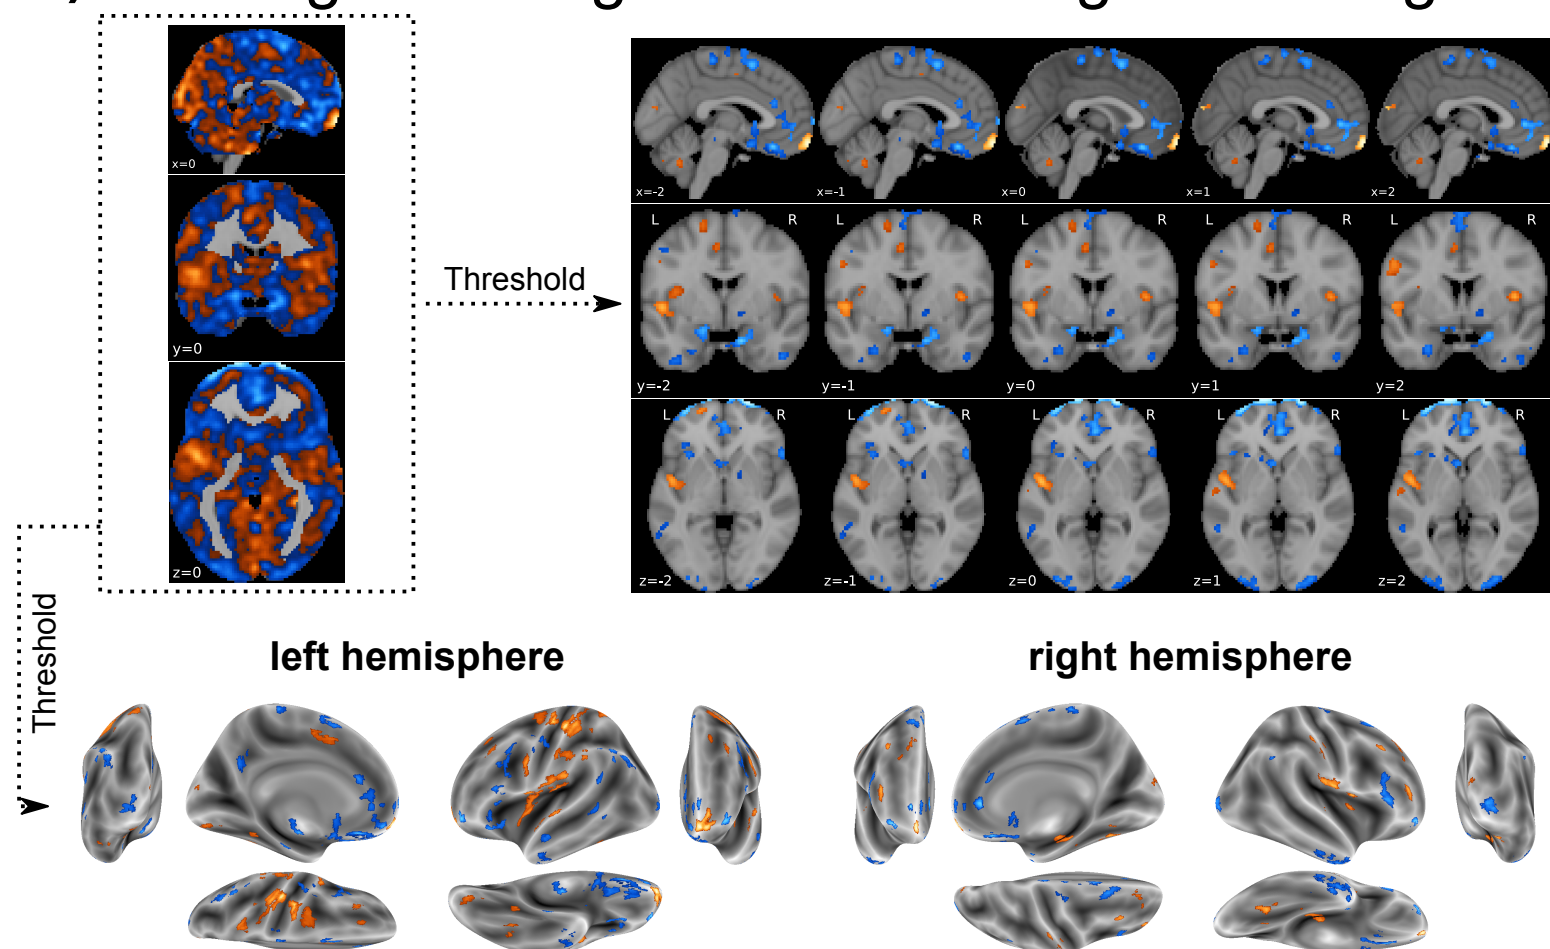 x=0
y=0
z=0
Threshold
x=-2 x=-1 x=0 x=1 x=2
L R L R L R L R L R
y=-2 y=-1 y=0 y=1 y=2
L R L R L R L R L R
z=-2 z=-1 z=0 z=1 z=2
Threshold
left hemisphere right hemisphere